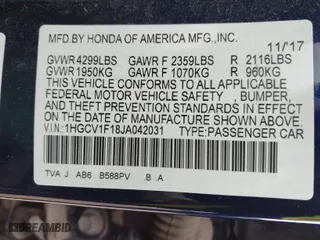 MFD BY HONDA OF AMERICA MFG.,INC.
11/17
GVWR 4299LBS GAWR F 2359LBS R 2116LBS
GVWR 1950KG GAWR F 1070KG R 960KG
THIS VEHICLE CONFORMS TO ALL APPLICABLE
FEDERAL MOTOR VEHICLE SAFETY, BUMPER,
AND THEFT PREVENTION STANDARDS IN EFFECT
ON THE DATE OF MANUFACTURE SHOWN ABOVE.
V.I.N.: 1HGCV1F18JA042031 TYPE:PASSENGER CAR
TVA J AB6 B588PV .B .A
DREAMBID